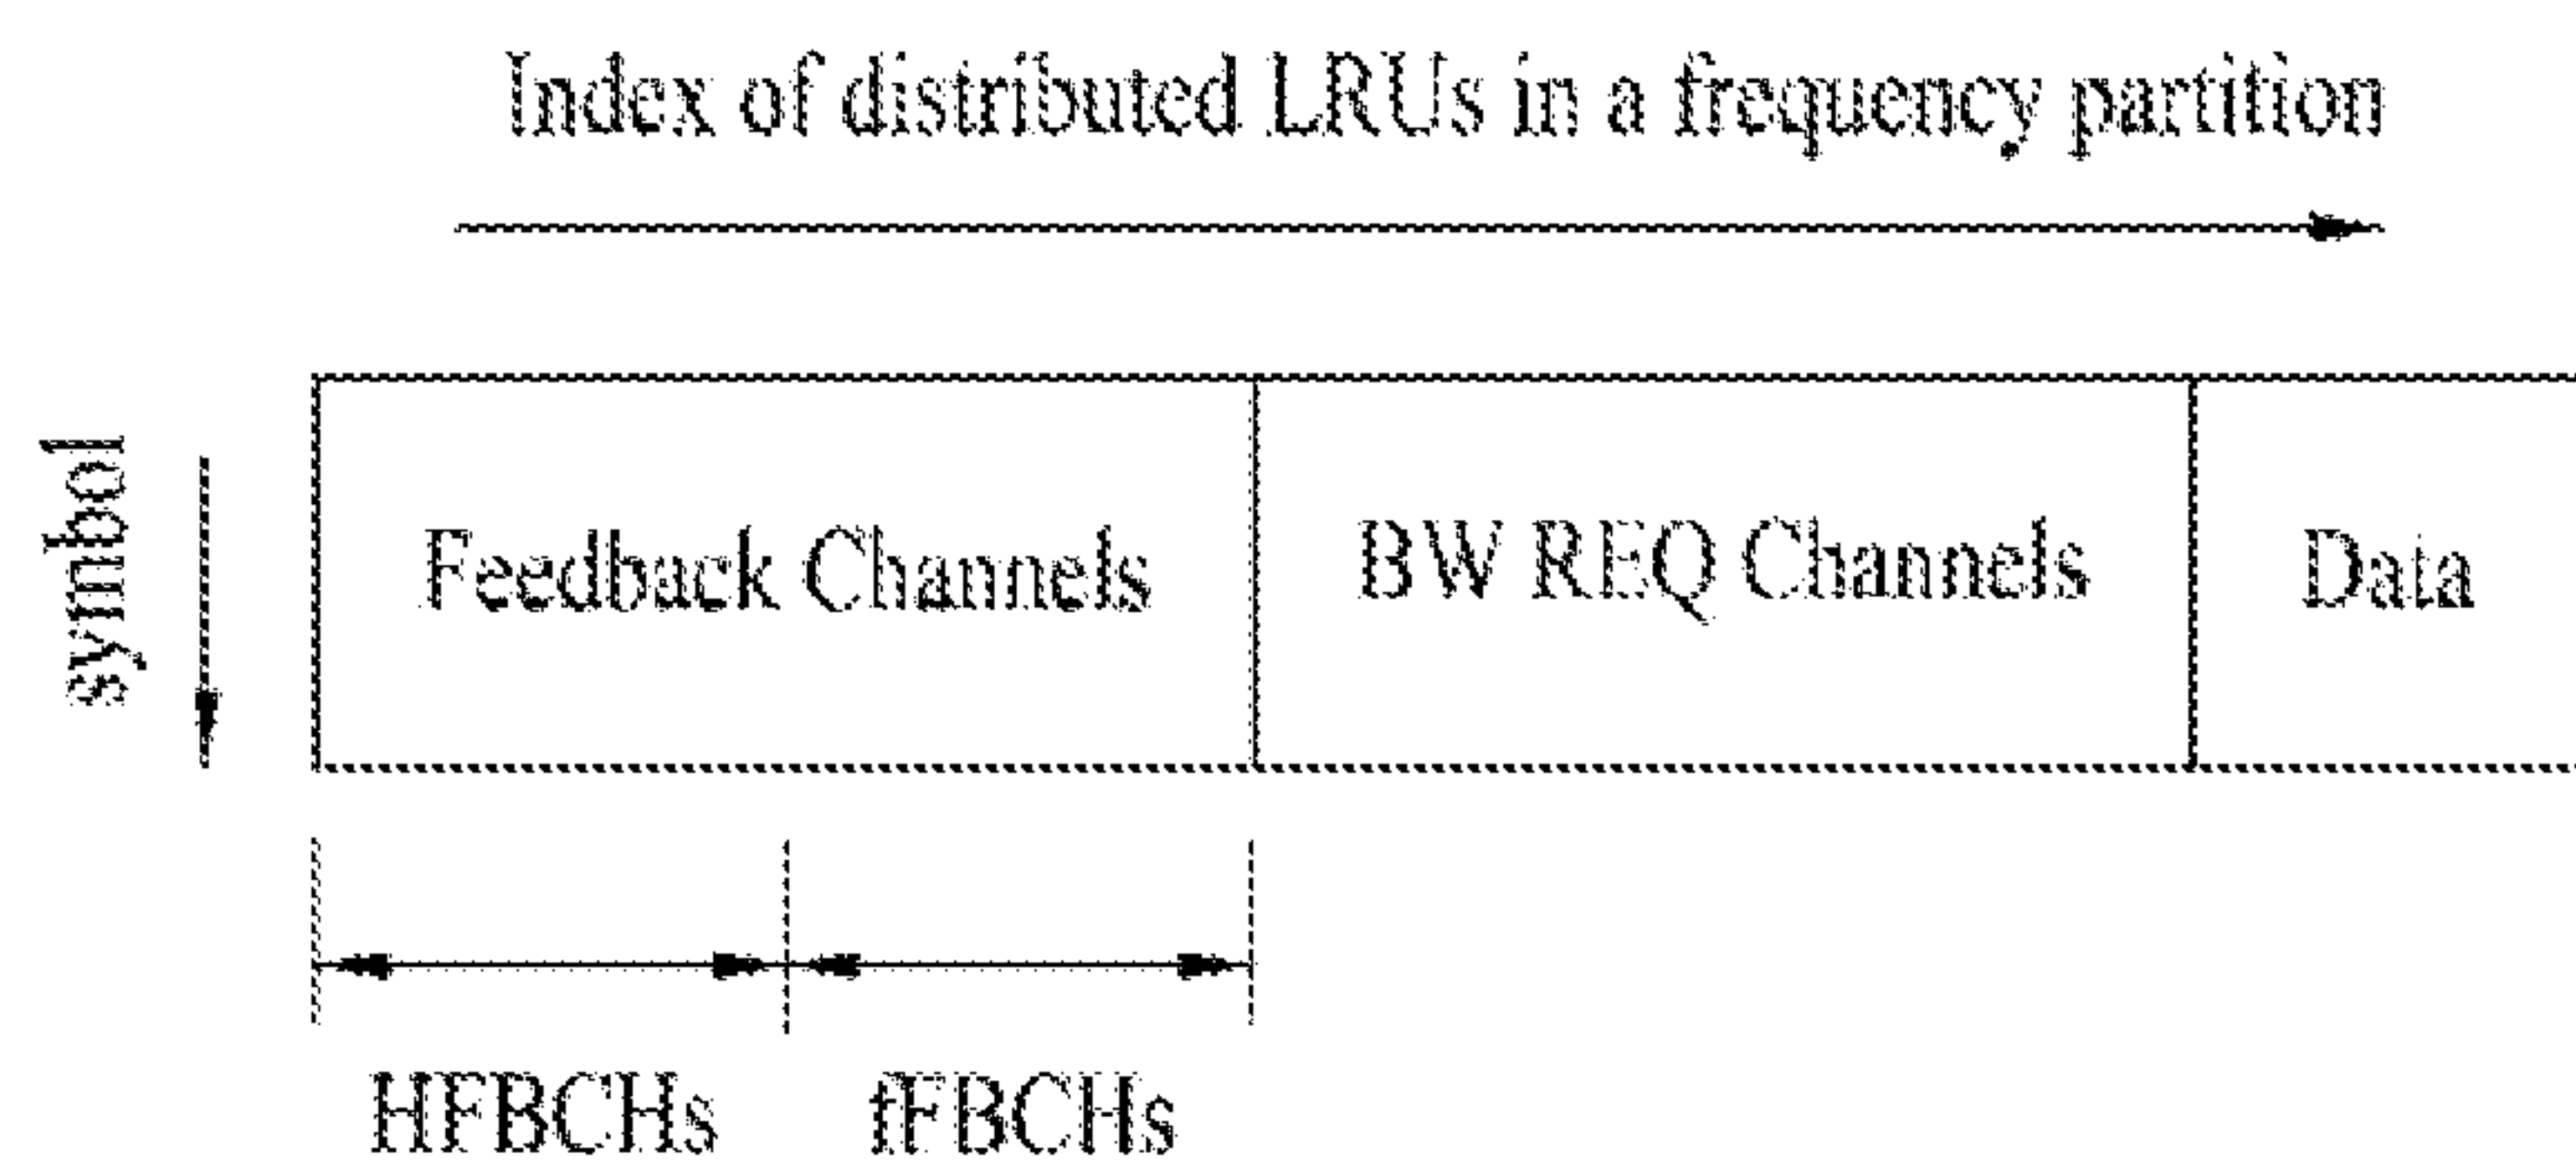 Index of distributed LRUs in a frequency partition
symbol
Feedback Channels
BW REQ Channels
Data
HFBCHs
fFBCHs